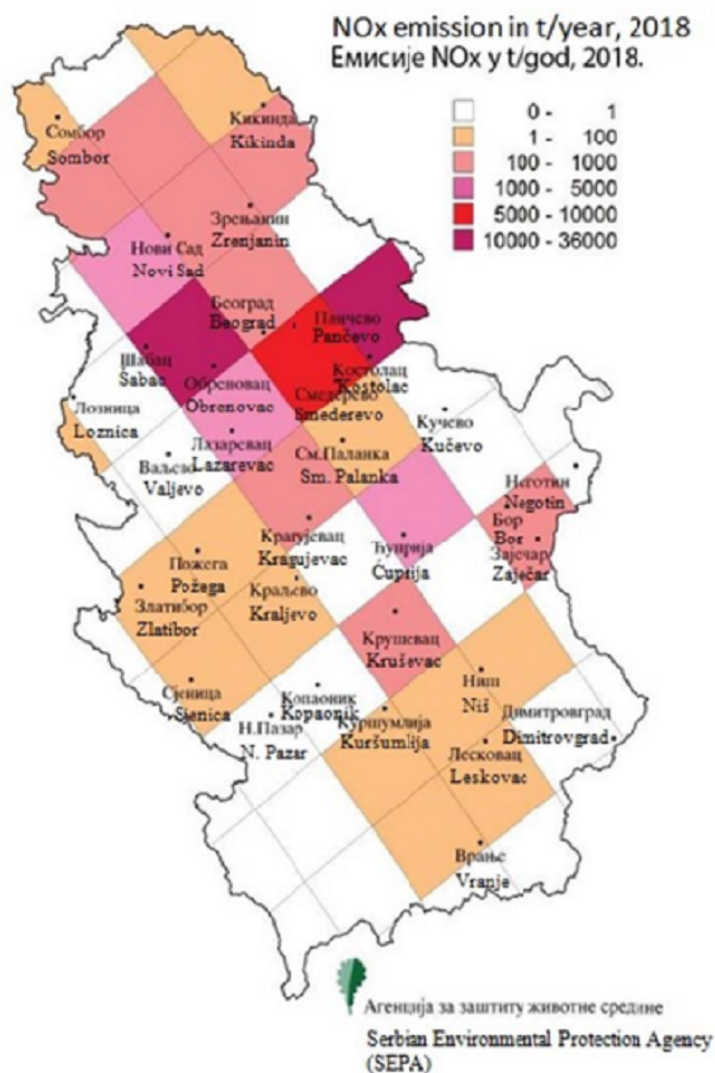 NOx emission in t/year, 2018
Емисије NOx у t/год, 2018.
0 - 1
1 - 100
100 - 1000
1000 - 5000
5000 - 10000
10000 - 36000
Сомбор
Sombor
Кикинда
Kikinda
Зрењанин
Zrenjanin
Нови Сад
Novi Sad
Београд
Beograd
Панчево
Pančevo
Шабац
Sabac
Костолац
Kostolac
Обреновац
Obrenovac
Смедерево
Smederevo
Лозница
Loznica
Кучево
Kučevo
Лазаревац
Lazarevac
См.Паланка
Sm. Palanka
Ваљево
Valjevo
Неготин
Negotin
Бор
Bor
Крагујевац
Kragujevac
Ћуприја
Ćuprija
Зајечар
Zaječar
Пожега
Požega
Златибор
Zlatibor
Краљево
Kraljevo
Крушевац
Kruševac
Сјеница
Sjenica
Ниш
Niš
Копаоник
Kopaonik
Н.Пазар
N. Pazar
Куршумлија
Kuršumlija
Димитровград
Dimitrovgrad
Лесковац
Leskovac
Врање
Vranje
Агенција за заштиту животне средине
Serbian Environmental Protection Agency
(SEPA)